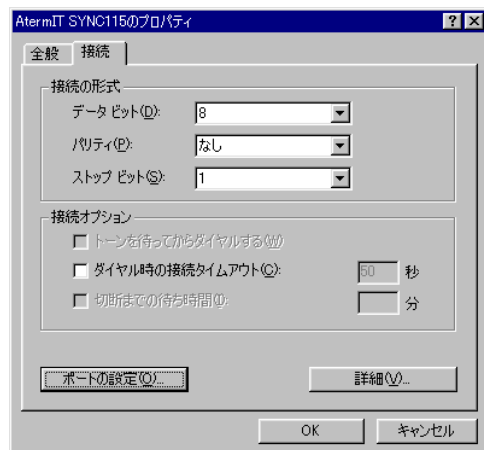 AtermIT SYNC115のプロパティ
全般 接続
接続の形式
データ ビット(D): 8
パリティ(P): なし
ストップ ビット(S): 1
接続オプション
トーンを待ってからダイヤルする(W)
ダイヤル時の接続タイムアウト(C): 50 秒
切断までの待ち時間(I): 分
ポートの設定(O)... 詳細(V)...
OK キャンセル